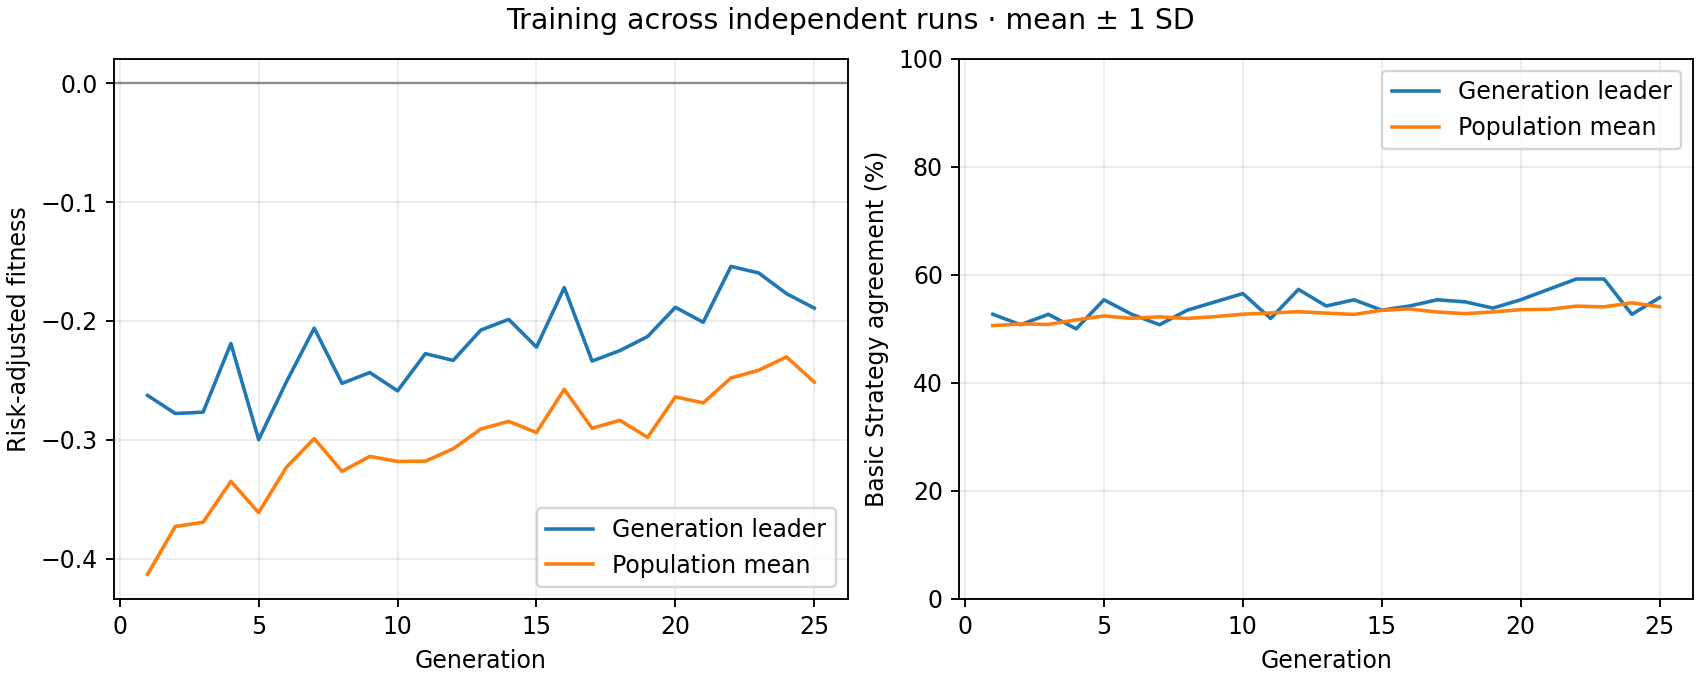 Training across independent runs · mean ± 1 SD
Risk-adjusted fitness
0.0
−0.1
−0.2
−0.3
−0.4
Generation leader
Population mean
0 5 10 15 20 25
Generation
Basic Strategy agreement (%)
100
80
60
40
20
0
Generation leader
Population mean
0 5 10 15 20 25
Generation